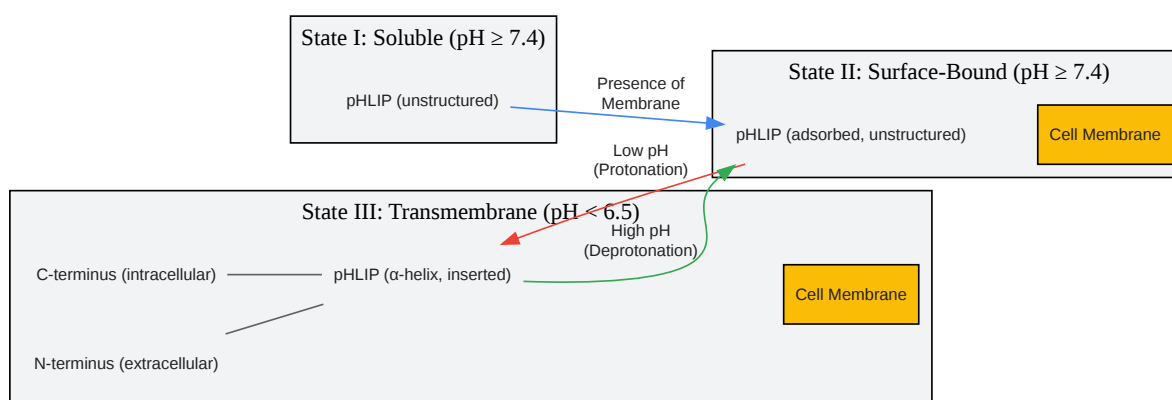 State I: Soluble (pH ≥ 7.4)
pHLIP (unstructured)
Presence of
Membrane
State II: Surface-Bound (pH ≥ 7.4)
pHLIP (adsorbed, unstructured)
Cell Membrane
Low pH
(Protonation)
State III: Transmembrane (pH < 6.5)
High pH
(Deprotonation)
C-terminus (intracellular)
pHLIP (α-helix, inserted)
Cell Membrane
N-terminus (extracellular)